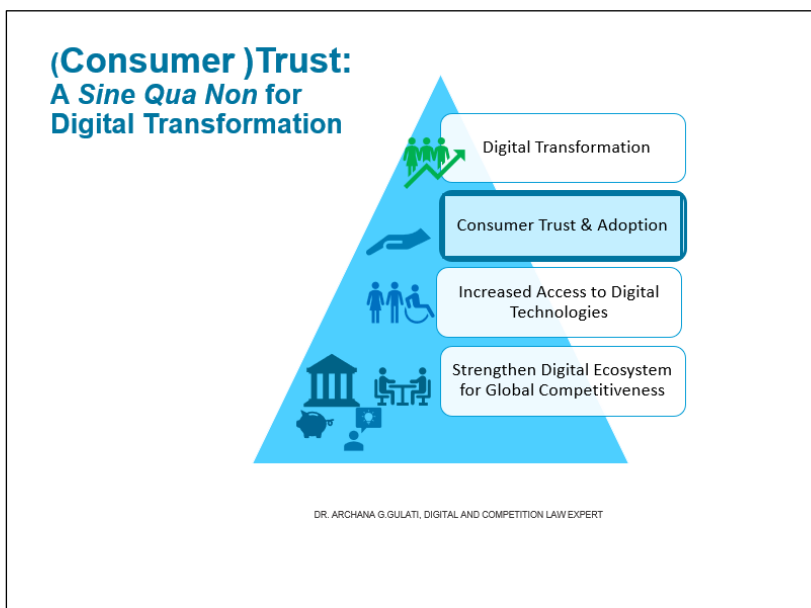 (Consumer )Trust:
A Sine Qua Non for
Digital Transformation
Digital Transformation
Consumer Trust & Adoption
Increased Access to Digital
Technologies
Strengthen Digital Ecosystem
for Global Competitiveness
DR. ARCHANA G.GULATI, DIGITAL AND COMPETITION LAW EXPERT